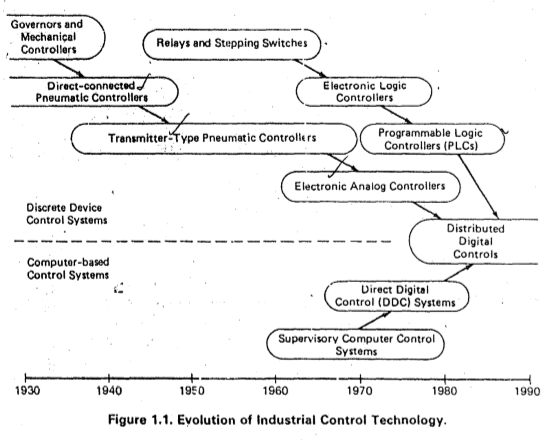 Governors and
Mechanical
Controllers
Relays and Stepping Switches
Direct-connected
Pneumatic Controllers
Electronic Logic
Controllers
Transmitter-Type Pneumatic Controllers
Programmable Logic
Controllers (PLCs)
Electronic Analog Controllers
Discrete Device
Control Systems
Distributed
Digital
Controls
Computer-based
Control Systems
Direct Digital
Control (DDC) Systems
Supervisory Computer Control
Systems
1930 1940 1950 1960 1970 1980 1990
Figure 1.1. Evolution of Industrial Control Technology.